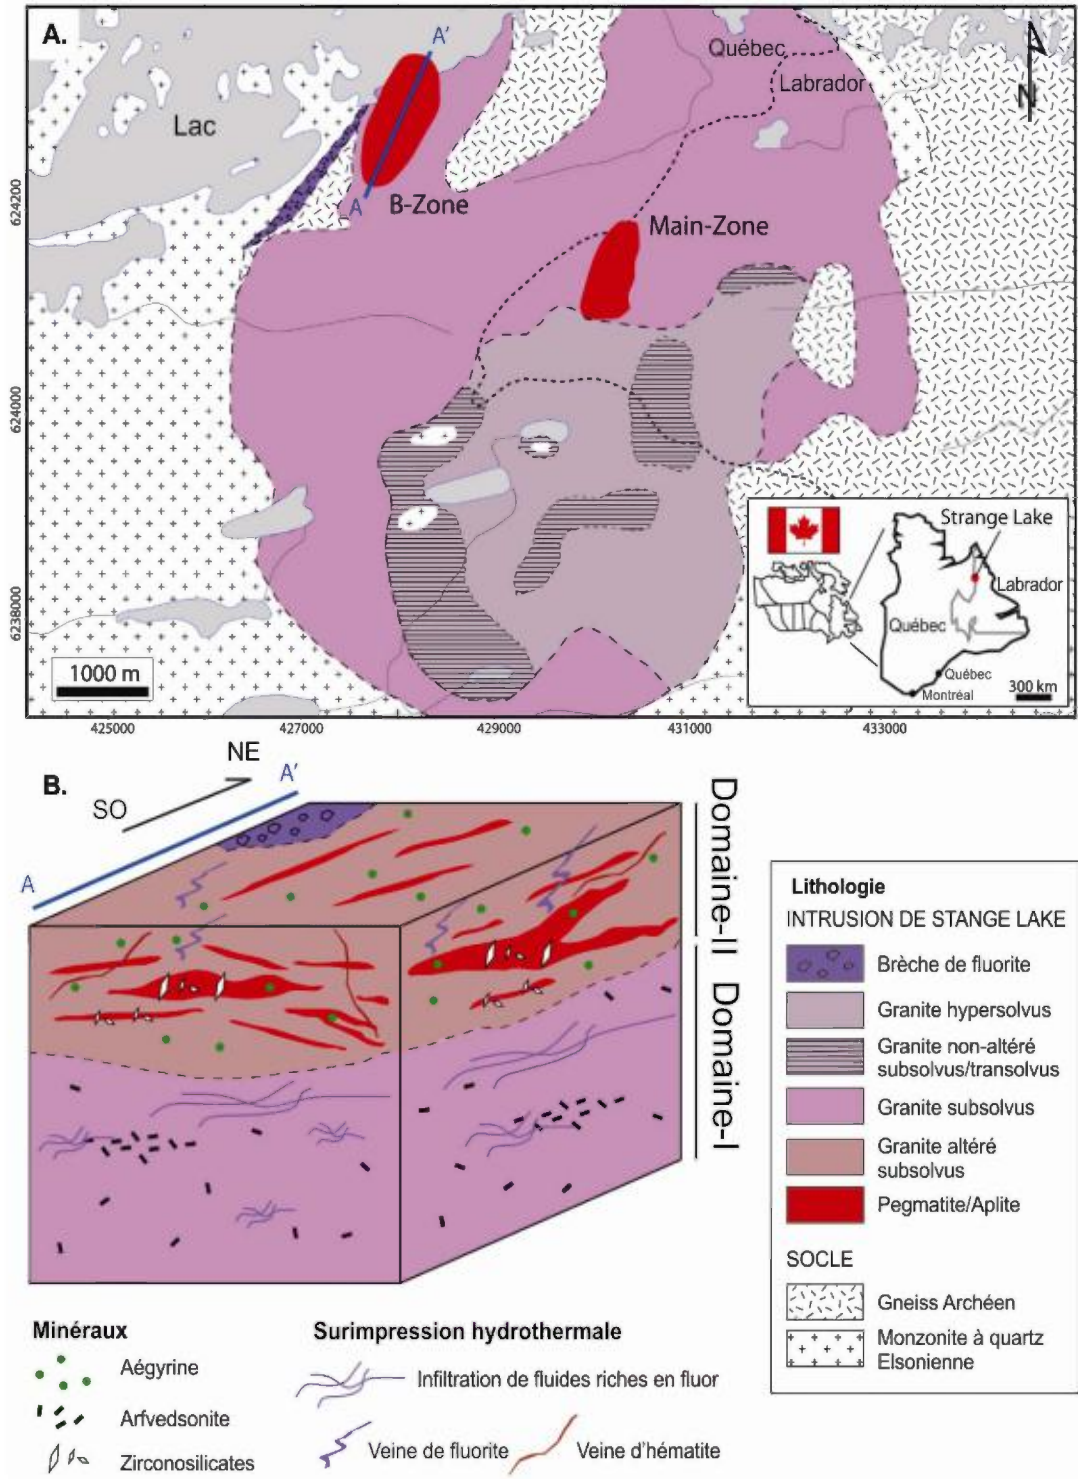 A.
A'
Québec
Labrador
N
Lac
A
B-Zone
Main-Zone
624200
624000
6238000
1000 m
Strange Lake
Labrador
Québec
Québec
Montréal
300 km
425000 427000 429000 431000 433000
B.
NE
SO
A'
A
Domaine-II
Domaine-I
Lithologie
INTRUSION DE STANGE LAKE
Brèche de fluorite
Granite hypersolvus
Granite non-altéré
subsolvus/transolvus
Granite subsolvus
Granite altéré
subsolvus
Pegmatite/Aplite
SOCLE
Gneiss Archéen
Monzonite à quartz
Elsonienne
Minéraux
Aégyrine
Arfvedsonite
Zirconosilicates
Surimpression hydrothermale
Infiltration de fluides riches en fluor
Veine de fluorite
Veine d'hématite